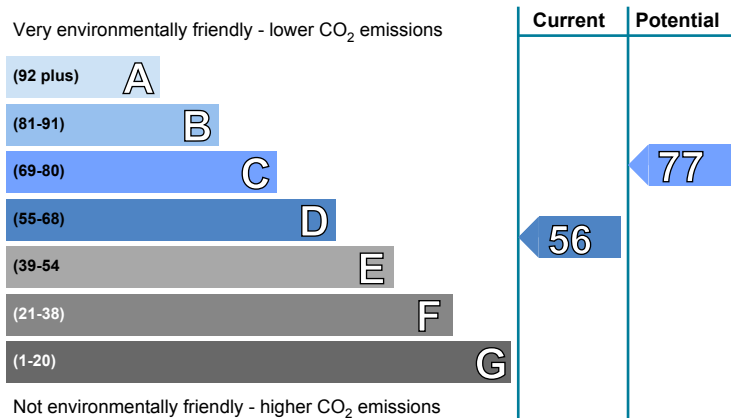 Very environmentally friendly - lower CO₂ emissions
Current
Potential
(92 plus) A
(81-91) B
(69-80) C
77
(55-68) D
56
(39-54 E
(21-38) F
(1-20) G
Not environmentally friendly - higher CO₂ emissions